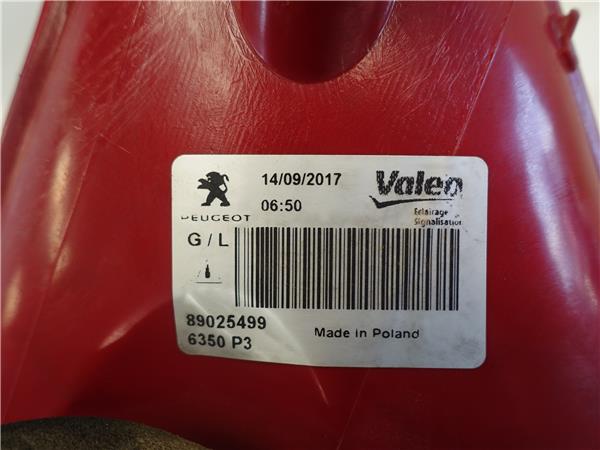 14/09/2017
Valeo
PEUGEOT
06:50
Eclairage
Signalisation
G / L
89025499
Made in Poland
6350 P3